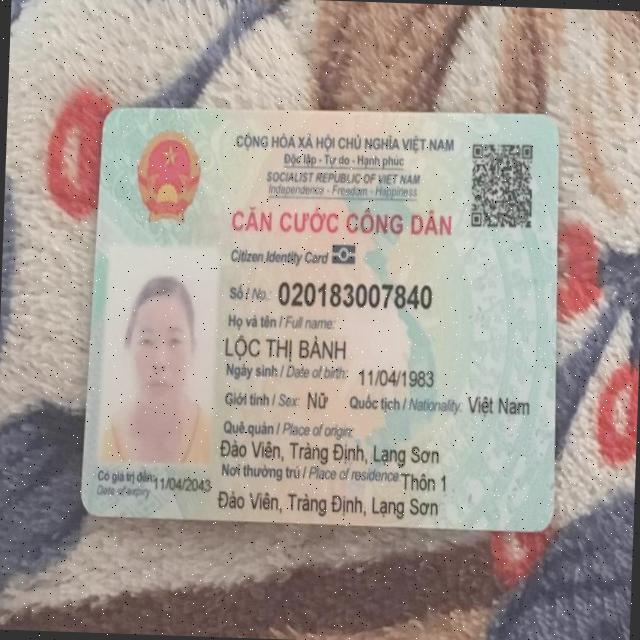 CỘNG HÒA XÃ HỘI CHỦ NGHĨA VIỆT NAM
Độc lập - Tự do - Hạnh phúc
SOCIALIST REPUBLIC OF VIET NAM
Independence - Freedom - Happiness
CĂN CƯỚC CÔNG DÂN
Citizen Identity Card
Số / No.: 020183007840
Họ và tên / Full name:
LỘC THỊ BÀNH
Ngày sinh / Date of birth: 11/04/1983
Giới tính / Sex: Nữ Quốc tịch / Nationality: Việt Nam
Quê quán / Place of origin:
Đào Viên, Tràng Định, Lạng Sơn
Nơi thường trú / Place of residence: Thôn 1
Đào Viên, Tràng Định, Lạng Sơn
Có giá trị đến: 11/04/2043
Date of expiry